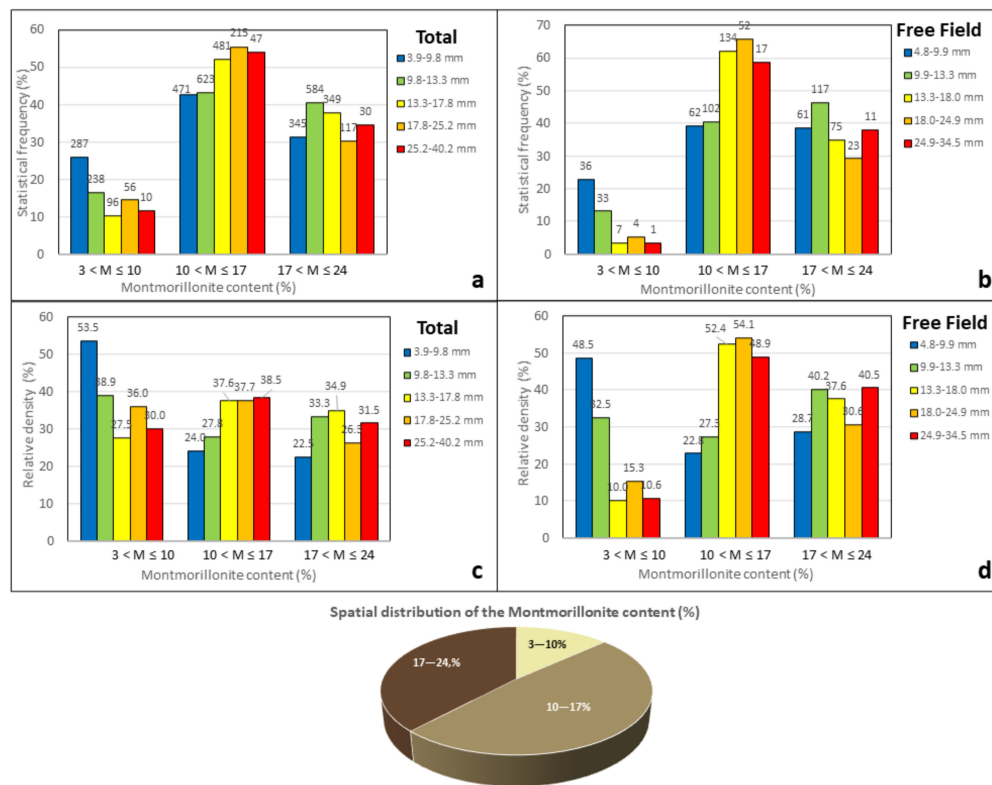 Total
3.9-9.8 mm
9.8-13.3 mm
13.3-17.8 mm
17.8-25.2 mm
25.2-40.2 mm
Statistical frequency (%)
60
50
40
30
20
10
0
287
238
96
56
10
471
623
481
215
47
345
584
349
117
30
3 < M ≤ 10
10 < M ≤ 17
17 < M ≤ 24
Montmorillonite content (%)
a
Free Field
4.8-9.9 mm
9.9-13.3 mm
13.3-18.0 mm
18.0-24.9 mm
24.9-34.5 mm
Statistical frequency (%)
70
60
50
40
30
20
10
0
36
33
7
4
1
62
102
134
52
17
61
117
75
23
11
3 < M ≤ 10
10 < M ≤ 17
17 < M ≤ 24
Montmorillonite content (%)
b
Total
3.9-9.8 mm
9.8-13.3 mm
13.3-17.8 mm
17.8-25.2 mm
25.2-40.2 mm
Relative density (%)
60
50
40
30
20
10
0
53.5
38.9
27.5
36.0
30.0
24.0
27.8
37.6
37.7
38.5
22.5
33.3
34.9
26.3
31.5
3 < M ≤ 10
10 < M ≤ 17
17 < M ≤ 24
Montmorillonite content (%)
c
Free Field
4.8-9.9 mm
9.9-13.3 mm
13.3-18.0 mm
18.0-24.9 mm
24.9-34.5 mm
Relative density (%)
60
50
40
30
20
10
0
48.5
32.5
10.0
15.3
10.6
22.8
27.3
52.4
54.1
48.9
28.7
40.2
37.6
30.6
40.5
3 < M ≤ 10
10 < M ≤ 17
17 < M ≤ 24
Montmorillonite content (%)
d
Spatial distribution of the Montmorillonite content (%)
17—24,%
3—10%
10—17%